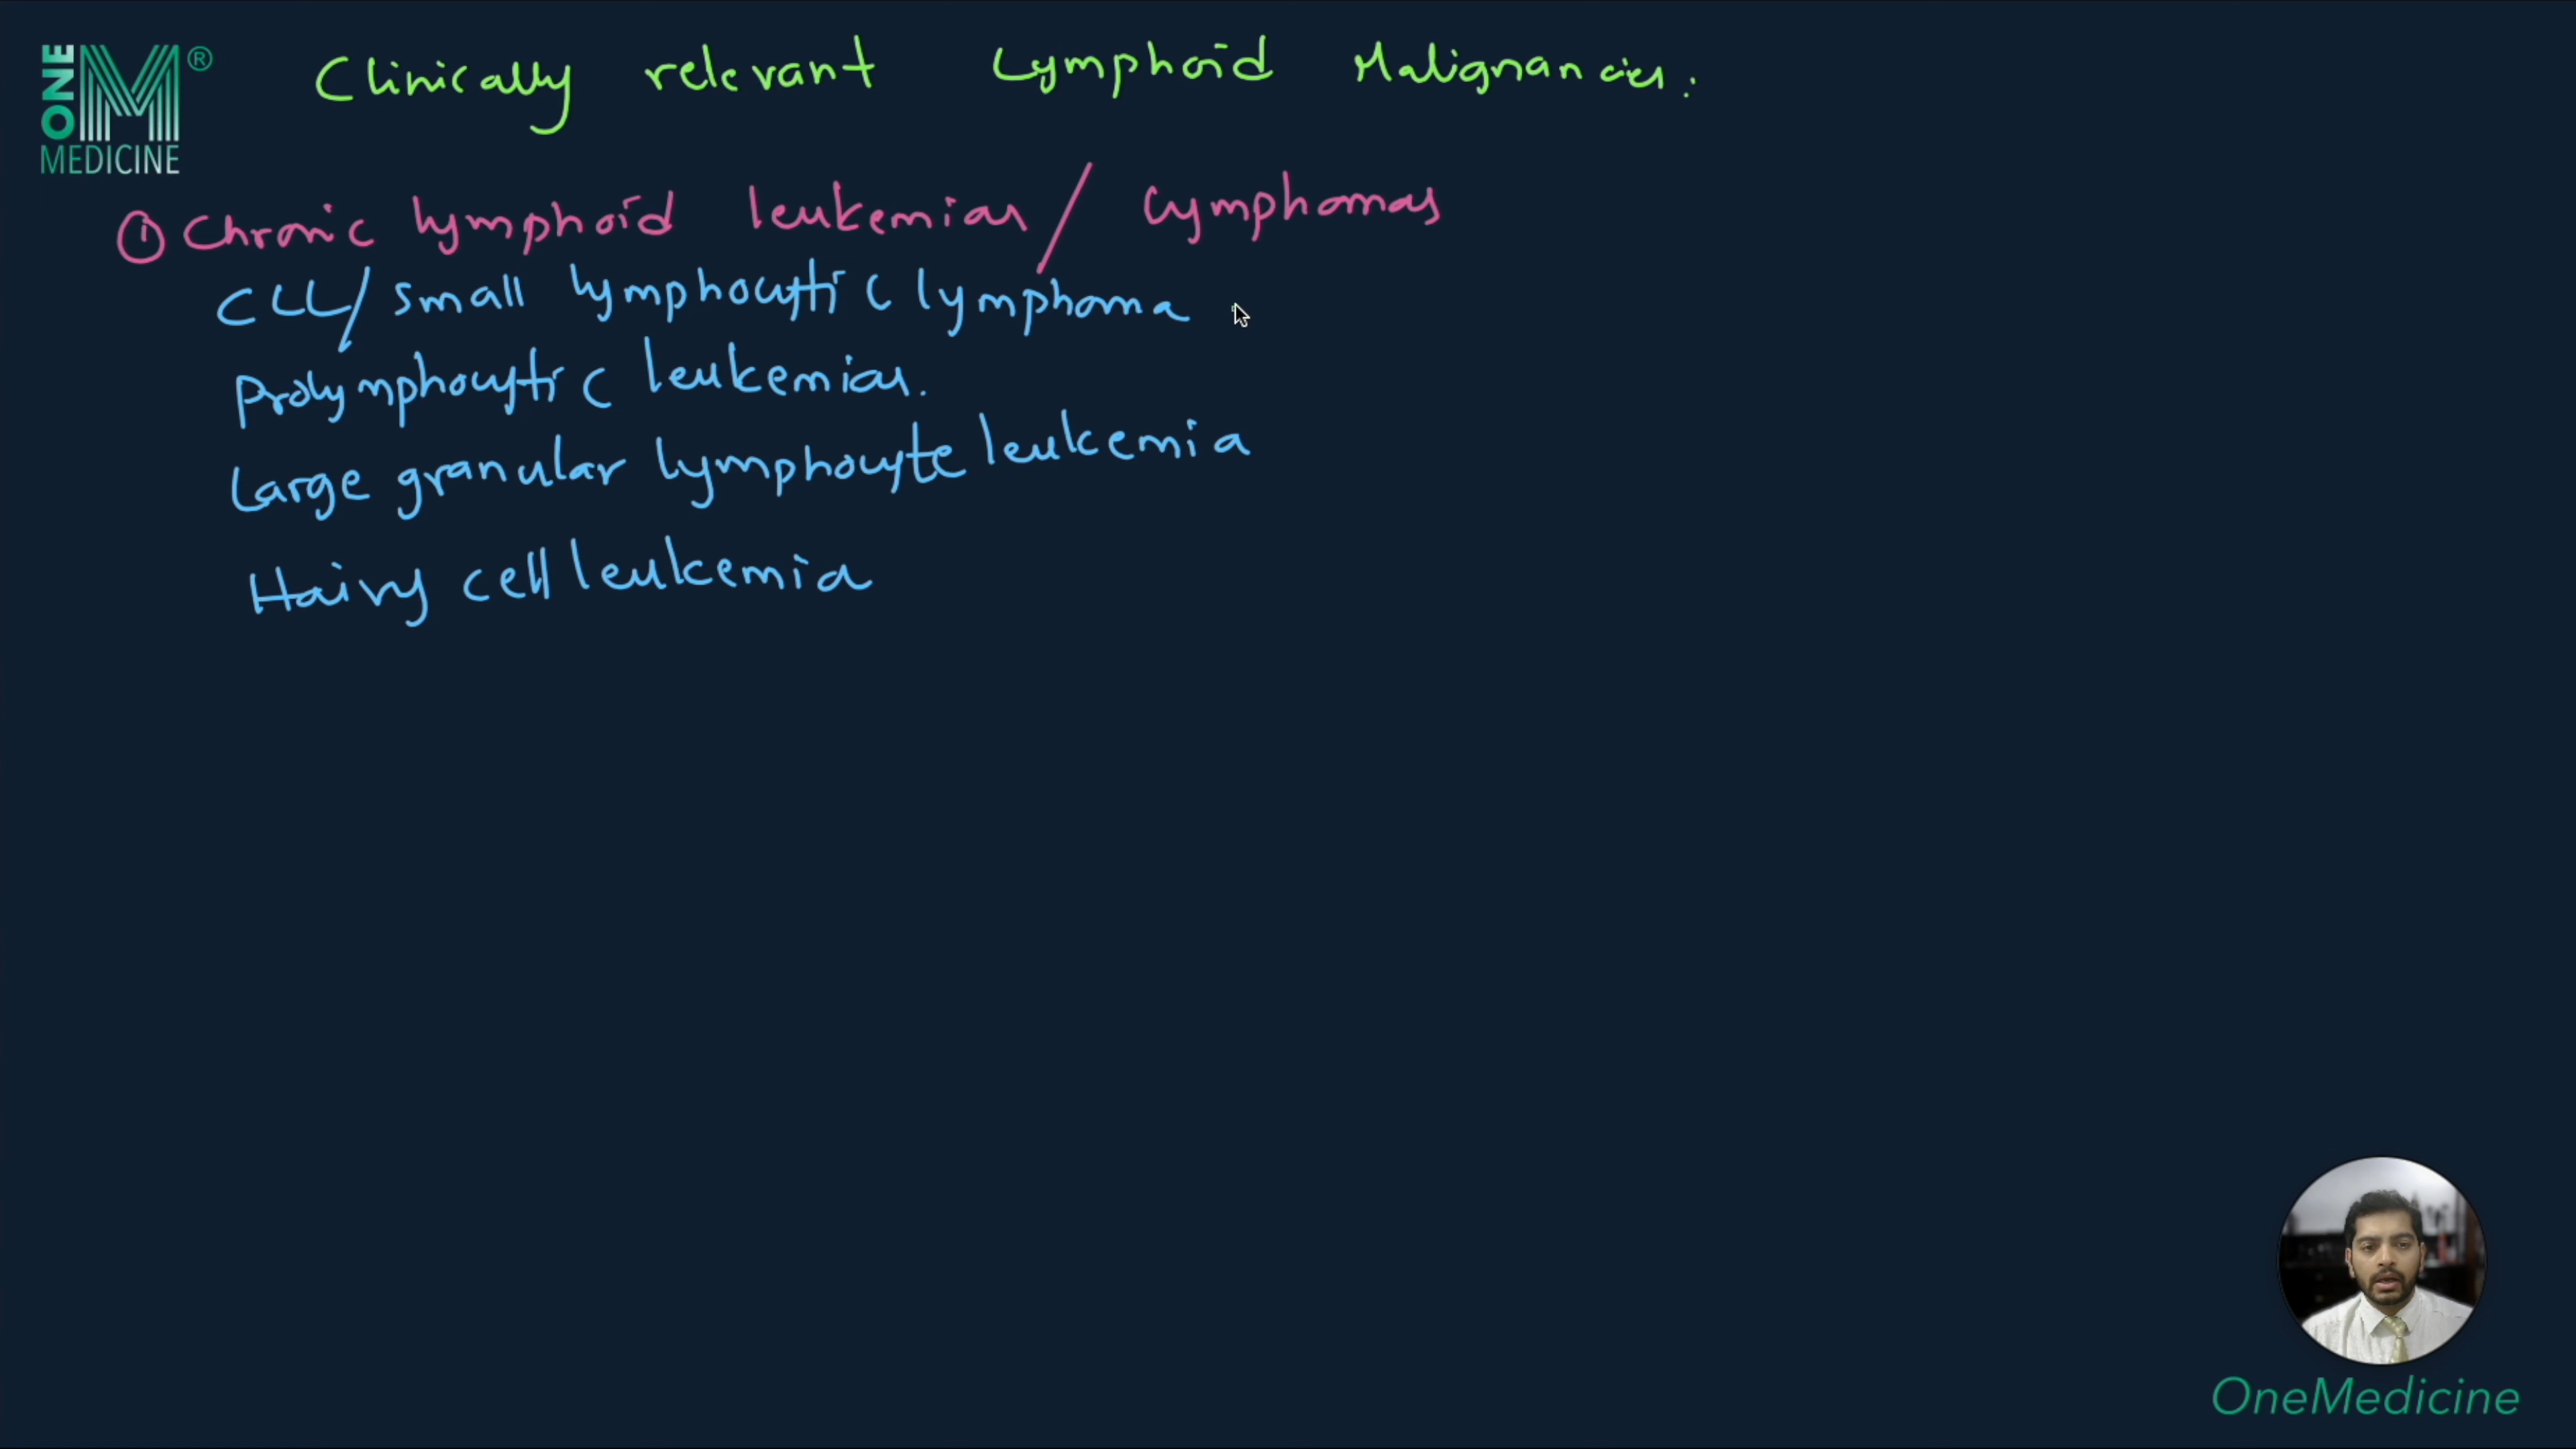 ONE M ®
MEDICINE
Clinically relevant Lymphoid Malignancies:
① Chronic lymphoid leukemias / Lymphomas
CLL/ small lymphocytic lymphoma
Prolymphocytic leukemias.
Large granular lymphocyte leukemia
Hairy cell leukemia
OneMedicine